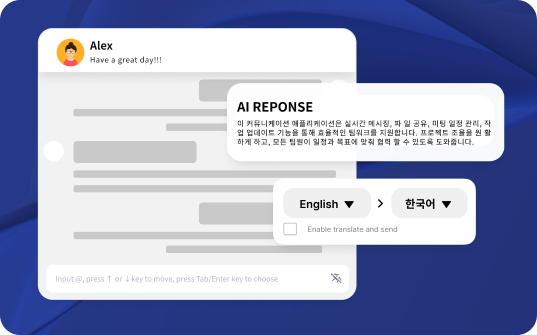 Alex
Have a great day!!!
AI REPONSE
이 커뮤니케이션 애플리케이션은 실시간 메시징, 파 일 공유, 미팅 일정 관리, 작
업 업데이트 기능을 통해 효율적인 팀워크를 지원합니다. 프로젝트 조율을 원 활
하게 하고, 모든 팀원이 일정과 목표에 맞춰 협력 할 수 있도록 도와줍니다.
English ▼ > 한국어 ▼
Enable translate and send
Input @, press ↑ or ↓ key to move, press Tab/Enter key to choose